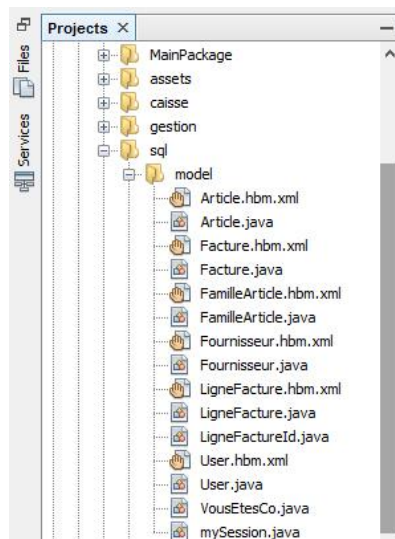 Projects
Files
Services
MainPackage
assets
caisse
gestion
sql
model
Article.hbm.xml
Article.java
Facture.hbm.xml
Facture.java
FamilleArticle.hbm.xml
FamilleArticle.java
Fournisseur.hbm.xml
Fournisseur.java
LigneFacture.hbm.xml
LigneFacture.java
LigneFactureId.java
User.hbm.xml
User.java
VousEtesCo.java
mySession.java